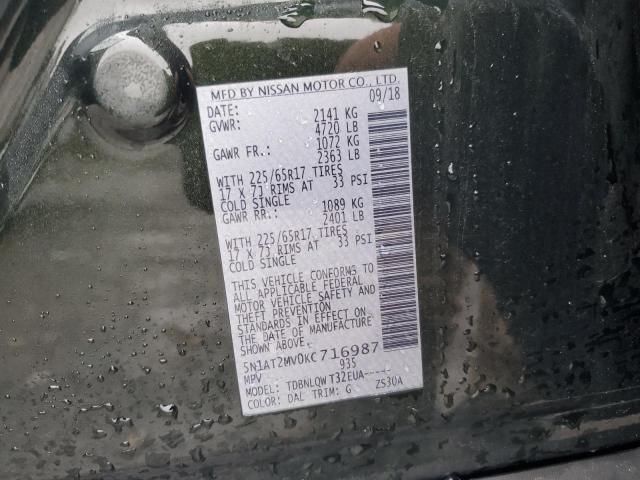 MFD BY NISSAN MOTOR CO., LTD.
DATE: 09/18
GVWR: 2141 KG
4720 LB
GAWR FR.: 1072 KG
2363 LB
WITH 225/65R17 TIRES
17 X 7J RIMS AT 33 PSI
COLD SINGLE
GAWR RR.: 1089 KG
2401 LB
WITH 225/65R17 TIRES
17 X 7J RIMS AT 33 PSI
COLD SINGLE
THIS VEHICLE CONFORMS TO
ALL APPLICABLE FEDERAL
MOTOR VEHICLE SAFETY AND
THEFT PREVENTION
STANDARDS IN EFFECT ON
THE DATE OF MANUFACTURE
SHOWN ABOVE.
5N1AT2MV0KC716987
MPV 935
MODEL: TDBNLQWT32EUA-----
COLOR: DAL TRIM: G ZS30A